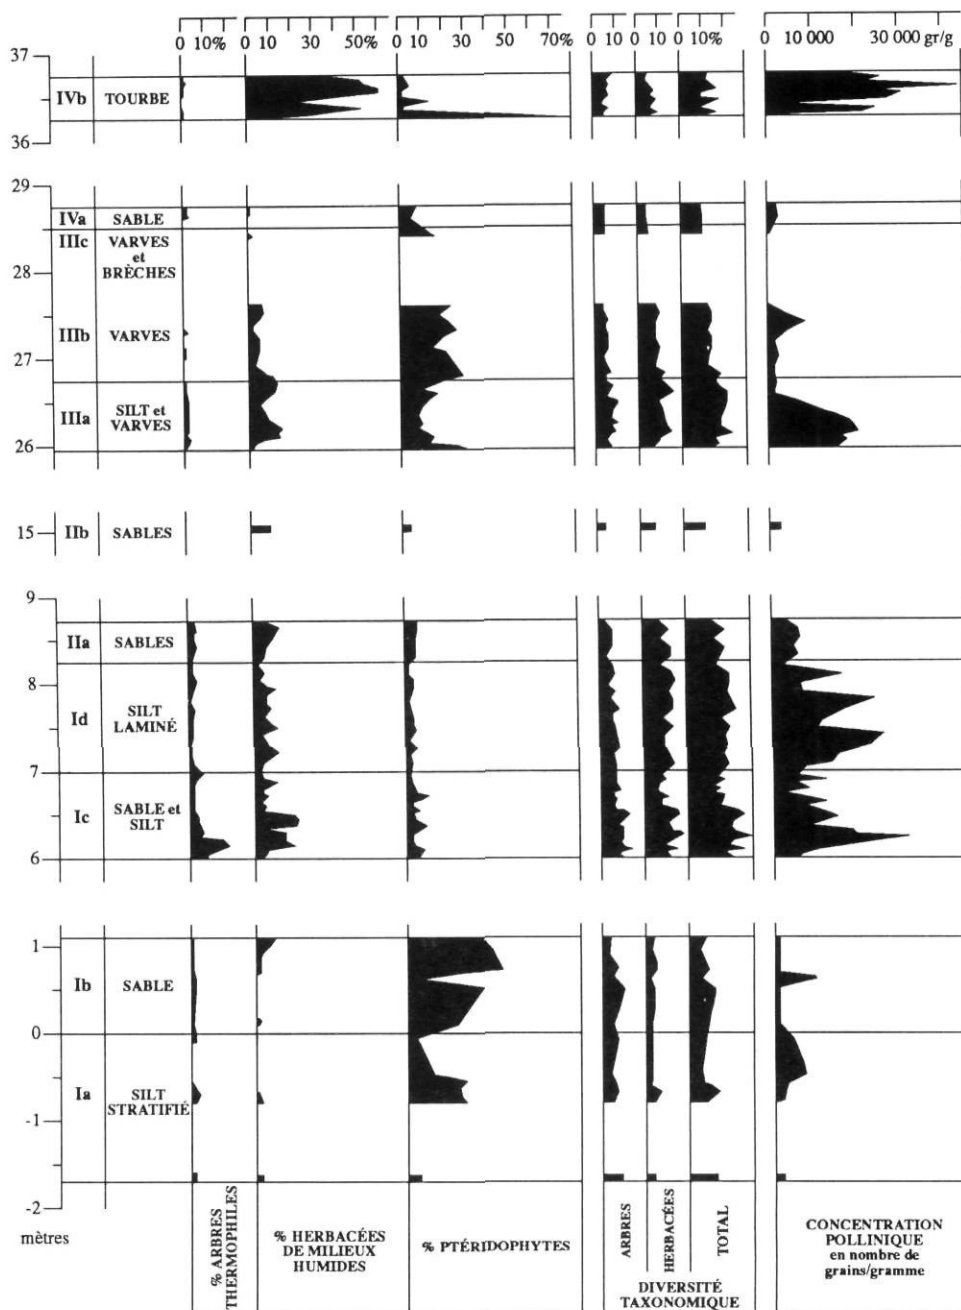 0 10% 0 10 30 50% 0 10 30 70% 0 10 0 10 0 10% 0 10 000 30 000 gr/g
37
IVb TOURBE
36
29
IVa SABLE
IIIc VARVES
et
BRÈCHES
28
IIIb VARVES
27
IIIa SILT et
VARVES
26
15 IIb SABLES
9
IIa SABLES
8
Id SILT
LAMINÉ
7
Ic SABLE et
SILT
6
1
Ib SABLE
0
Ia SILT
STRATIFIÉ
-1
-2
mètres
% ARBRES
THERMOPHILES
% HERBACÉES
DE MILIEUX
HUMIDES
% PTÉRIDOPHYTES
ARBRES
HERBACÉES
TOTAL
DIVERSITÉ
TAXONOMIQUE
CONCENTRATION
POLLINIQUE
en nombre de
grains/gramme